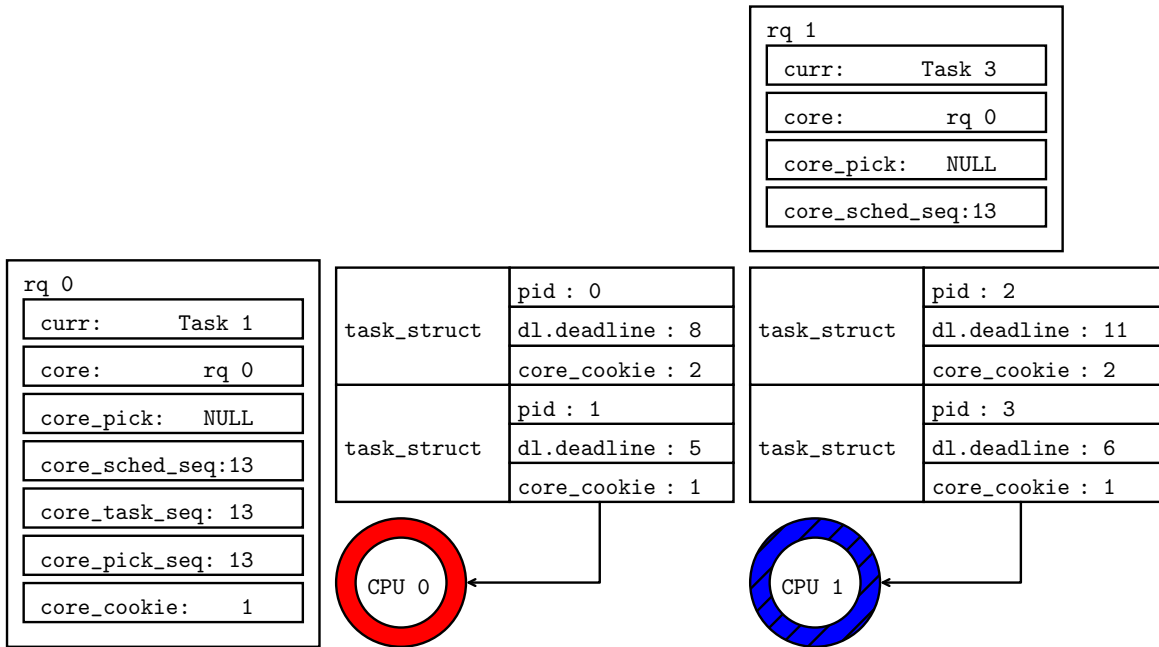 rq 1
curr: Task 3
core: rq 0
core_pick: NULL
core_sched_seq:13
rq 0
curr: Task 1
core: rq 0
core_pick: NULL
core_sched_seq:13
core_task_seq: 13
core_pick_seq: 13
core_cookie: 1
task_struct
pid : 0
dl.deadline : 8
core_cookie : 2
task_struct
pid : 1
dl.deadline : 5
core_cookie : 1
task_struct
pid : 2
dl.deadline : 11
core_cookie : 2
task_struct
pid : 3
dl.deadline : 6
core_cookie : 1
CPU 0
CPU 1